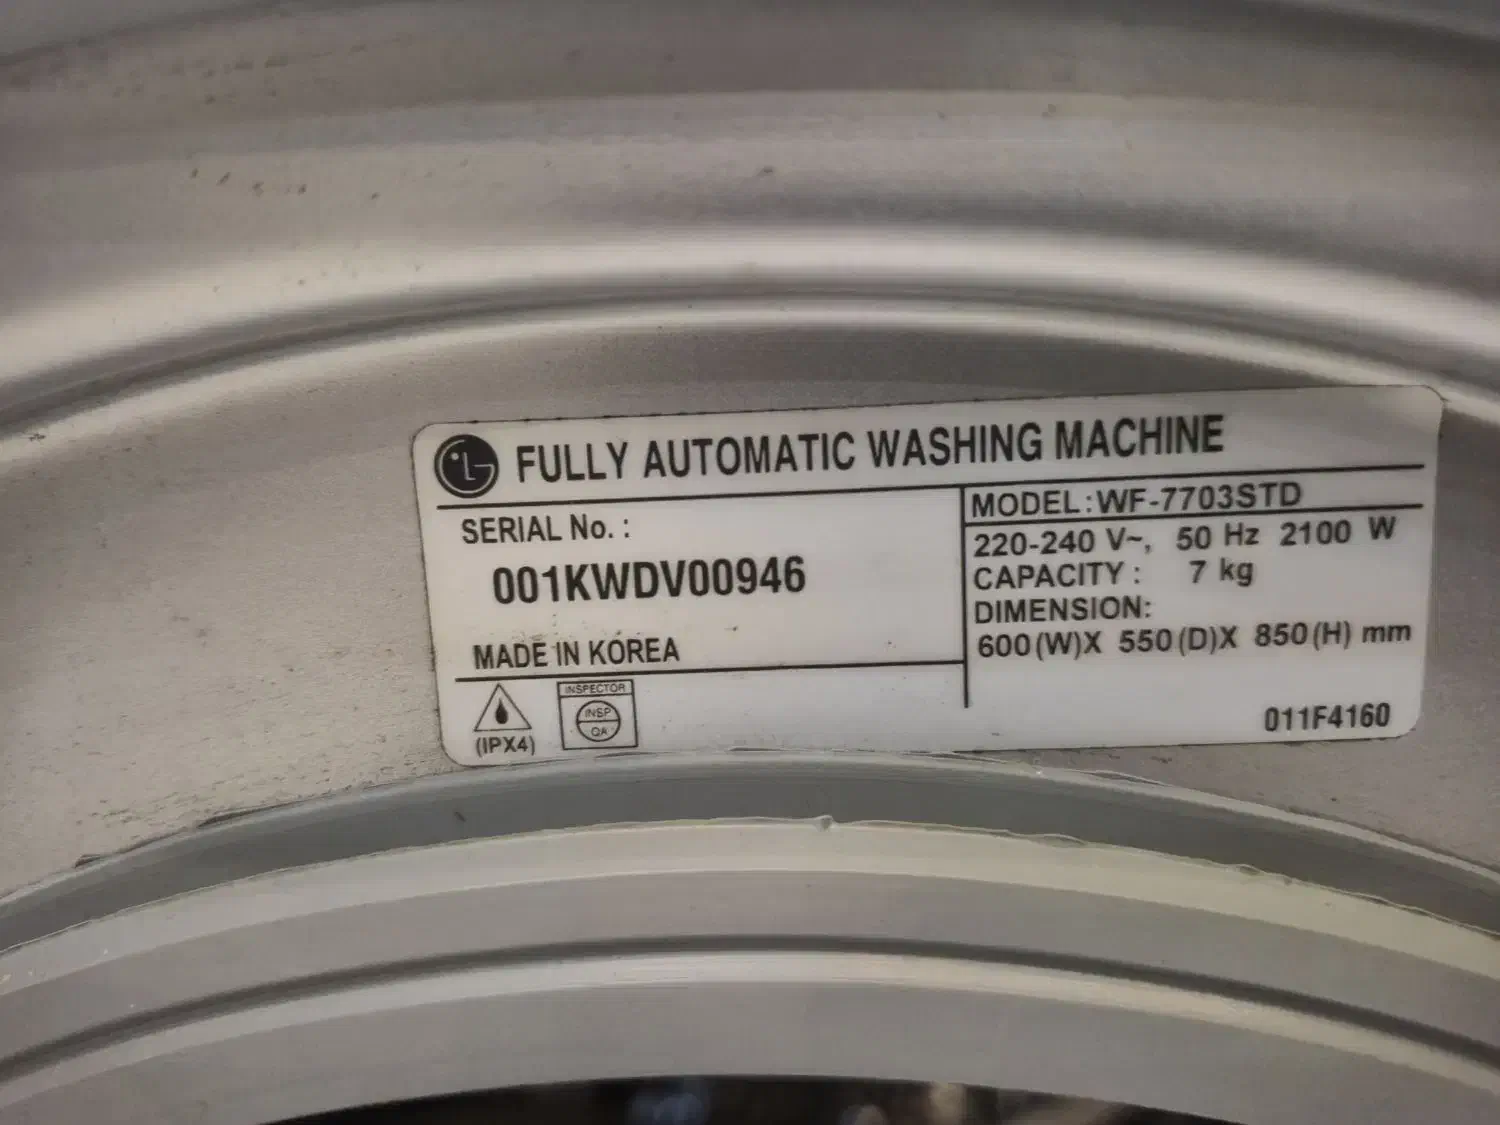 LG FULLY AUTOMATIC WASHING MACHINE
SERIAL No. :
001KWDV00946
MADE IN KOREA
(IPX4)
INSPECTOR
INSP
QA
MODEL:WF-7703STD
220-240 V~, 50 Hz 2100 W
CAPACITY : 7 kg
DIMENSION:
600(W)X 550(D)X 850(H) mm
011F4160